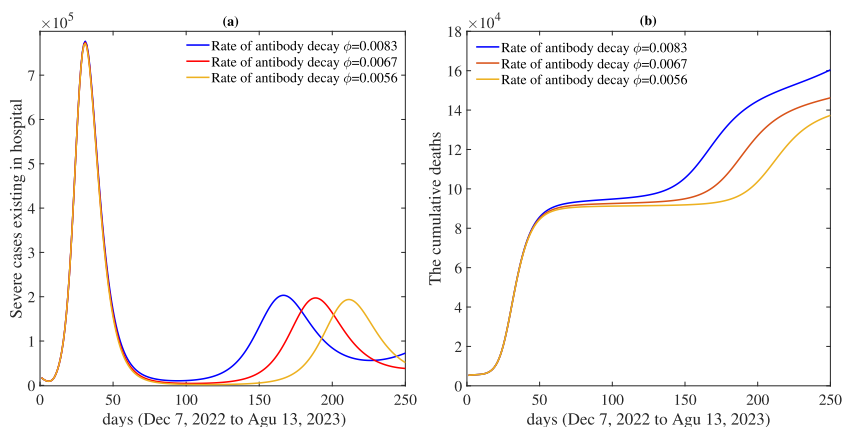 (a)
×10⁵
Rate of antibody decay ϕ=0.0083
Rate of antibody decay ϕ=0.0067
Rate of antibody decay ϕ=0.0056
Severe cases existing in hospital
7
6
5
4
3
2
1
0
0 50 100 150 200 250
days (Dec 7, 2022 to Agu 13, 2023)
(b)
×10⁴
Rate of antibody decay ϕ=0.0083
Rate of antibody decay ϕ=0.0067
Rate of antibody decay ϕ=0.0056
The cumulative deaths
18
16
14
12
10
8
6
4
2
0
0 50 100 150 200 250
days (Dec 7, 2022 to Agu 13, 2023)